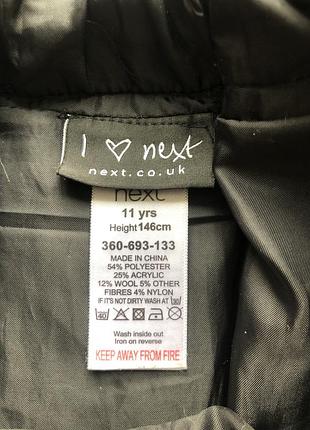 I ♡ next
next.co.uk
next
11 yrs
Height 146cm
360-693-133
MADE IN CHINA
54% POLYESTER
25% ACRYLIC
12% WOOL 5% OTHER
FIBRES 4% NYLON
IF IT'S NOT DIRTY WASH AT 30
40
Wash inside out
Iron on reverse
KEEP AWAY FROM FIRE